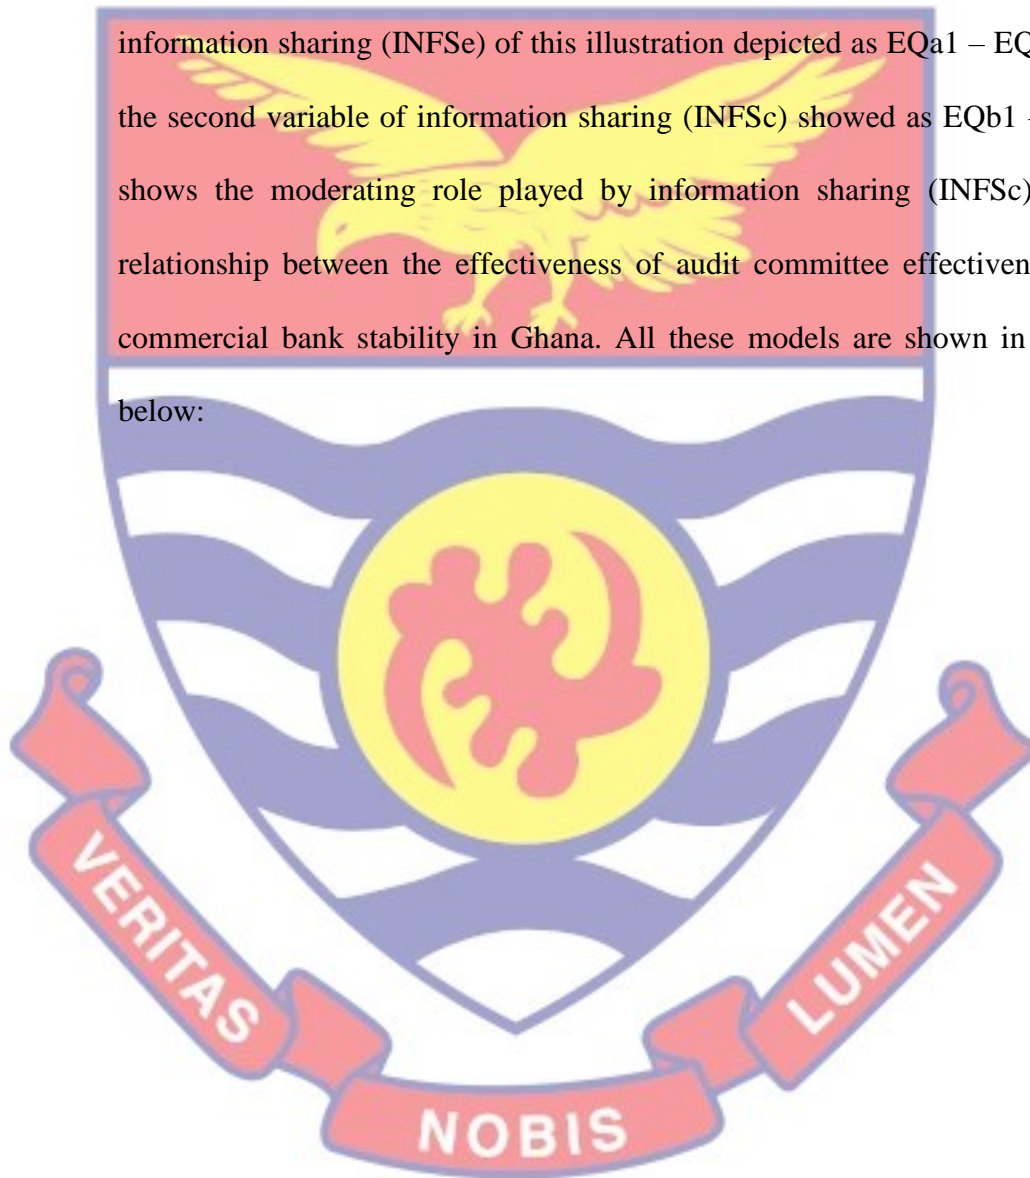 information sharing (INFSe) of this illustration depicted as EQa1 – EQ
the second variable of information sharing (INFSc) showed as EQb1 –
shows the moderating role played by information sharing (INFSc)
relationship between the effectiveness of audit committee effectiven
commercial bank stability in Ghana. All these models are shown in
below:
VERITAS
NOBIS
LUMEN